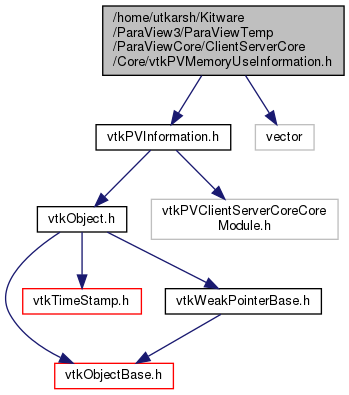 /home/utkarsh/Kitware
/ParaView3/ParaViewTemp
/ParaViewCore/ClientServerCore
/Core/vtkPVMemoryUseInformation.h
vtkPVInformation.h
vector
vtkObject.h
vtkPVClientServerCoreCore
Module.h
vtkTimeStamp.h
vtkWeakPointerBase.h
vtkObjectBase.h